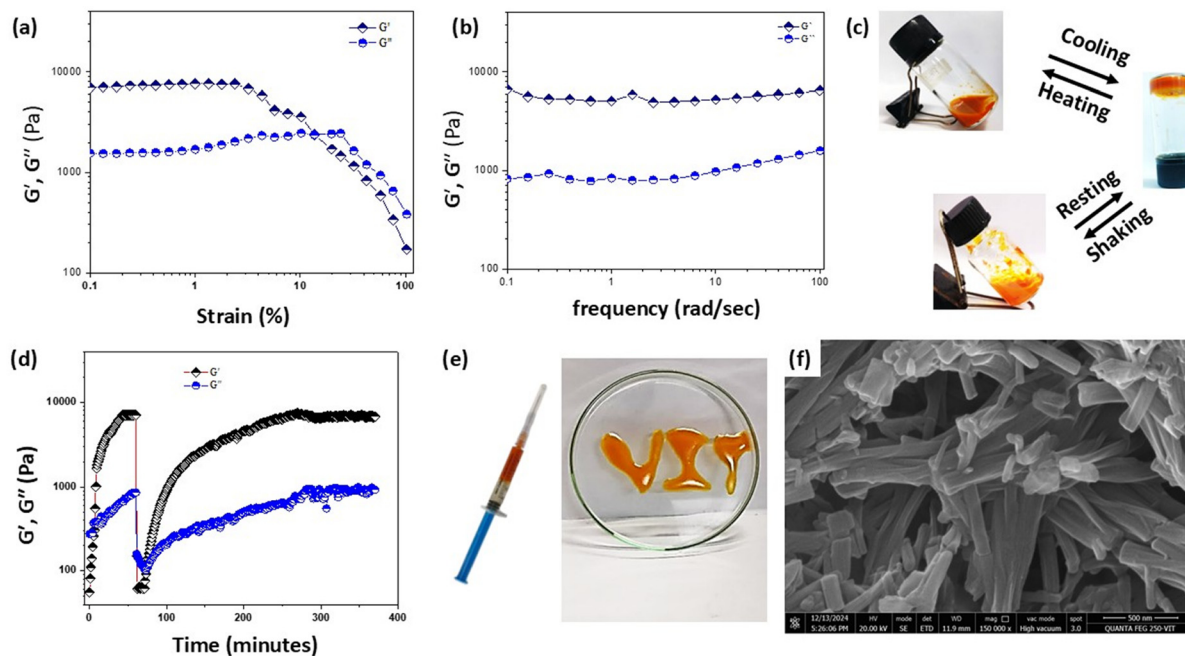 (a)
G'
G''
10000
1000
100
G', G'' (Pa)
0.1
1
10
100
Strain (%)
(b)
G'
G''
10000
1000
100
G', G'' (Pa)
0.1
1
10
100
frequency (rad/sec)
(c)
Cooling
Heating
Resting
Shaking
(d)
G'
G''
10000
1000
100
G', G'' (Pa)
0
100
200
300
400
Time (minutes)
(e)
VIT
(f)
12/13/2024 HV mode det WD mag vac mode spot 500 nm
5:26:06 PM 20.00 kV SE ETD 11.9 mm 150 000 x High vacuum 3.0 QUANTA FEG 250-VIT